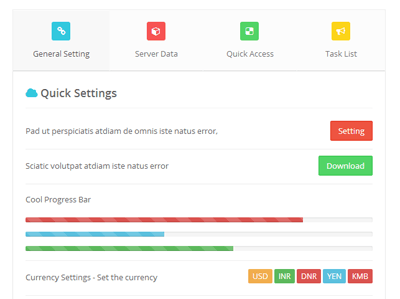 General Setting
Server Data
Quick Access
Task List
Quick Settings
Pad ut perspiciatis atdiam de omnis iste natus error,
Setting
Sciatic volutpat atdiam iste natus error
Download
Cool Progress Bar
Currency Settings - Set the currency
USD INR DNR YEN KMB